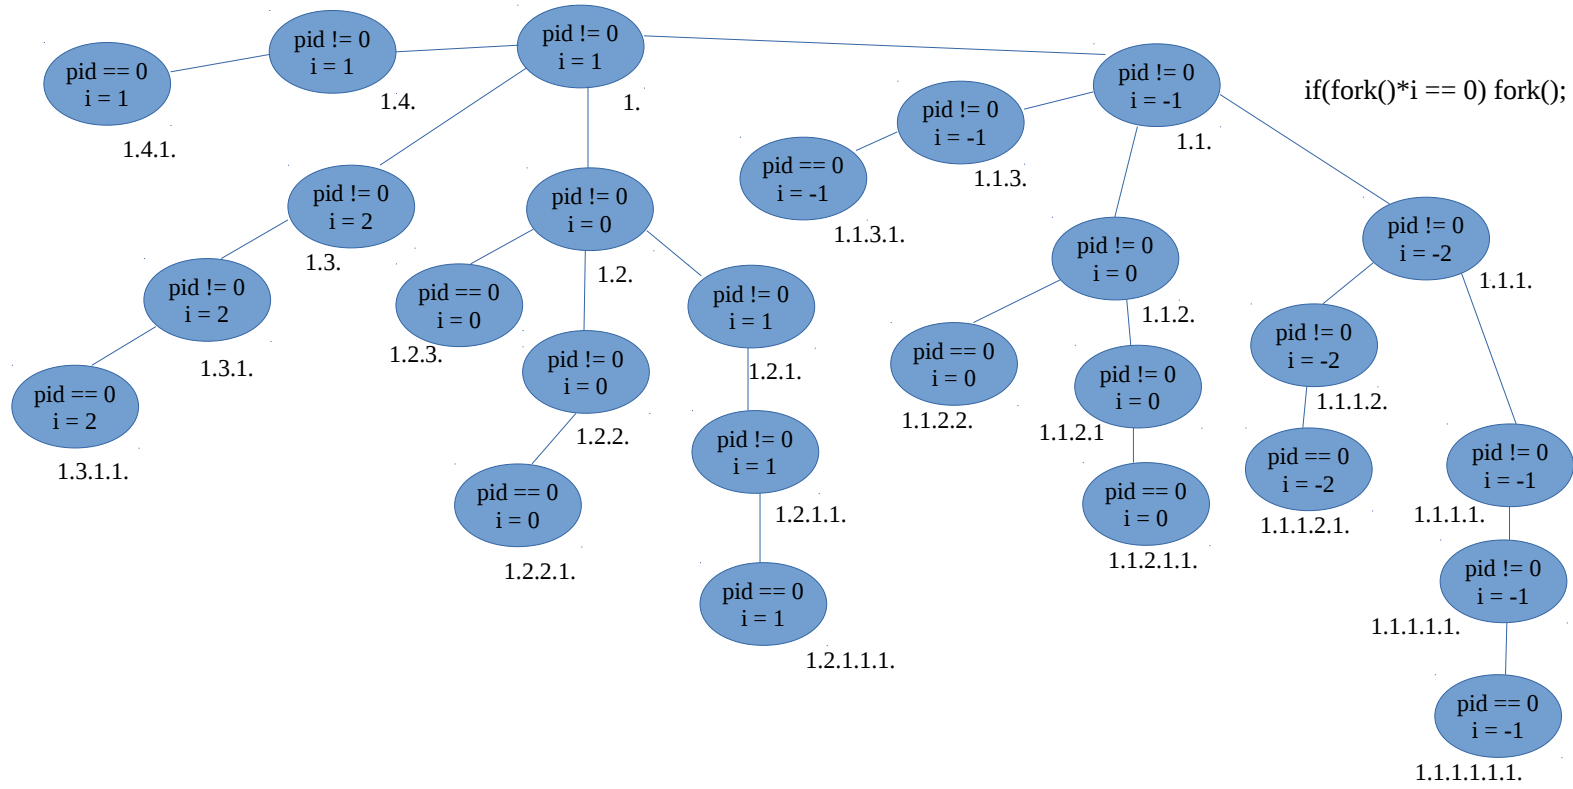 pid != 0
i = 1
1.
pid != 0
i = 1
1.4.
pid == 0
i = 1
1.4.1.
pid != 0
i = -1
1.1.
if(fork()*i == 0) fork();
pid != 0
i = -1
1.1.3.
pid == 0
i = -1
1.1.3.1.
pid != 0
i = 2
1.3.
pid != 0
i = 0
1.2.
pid != 0
i = 0
1.1.2.
pid != 0
i = -2
1.1.1.
pid != 0
i = 2
1.3.1.
pid == 0
i = 0
1.2.3.
pid != 0
i = 1
1.2.1.
pid == 0
i = 2
1.3.1.1.
pid != 0
i = 0
1.2.2.
pid == 0
i = 0
1.1.2.2.
pid != 0
i = 0
1.1.2.1
pid != 0
i = -2
1.1.1.2.
pid == 0
i = 0
1.2.2.1.
pid != 0
i = 1
1.2.1.1.
pid == 0
i = 0
1.1.2.1.1.
pid == 0
i = -2
1.1.1.2.1.
pid != 0
i = -1
1.1.1.1.
pid == 0
i = 1
1.2.1.1.1.
pid != 0
i = -1
1.1.1.1.1.
pid == 0
i = -1
1.1.1.1.1.1.